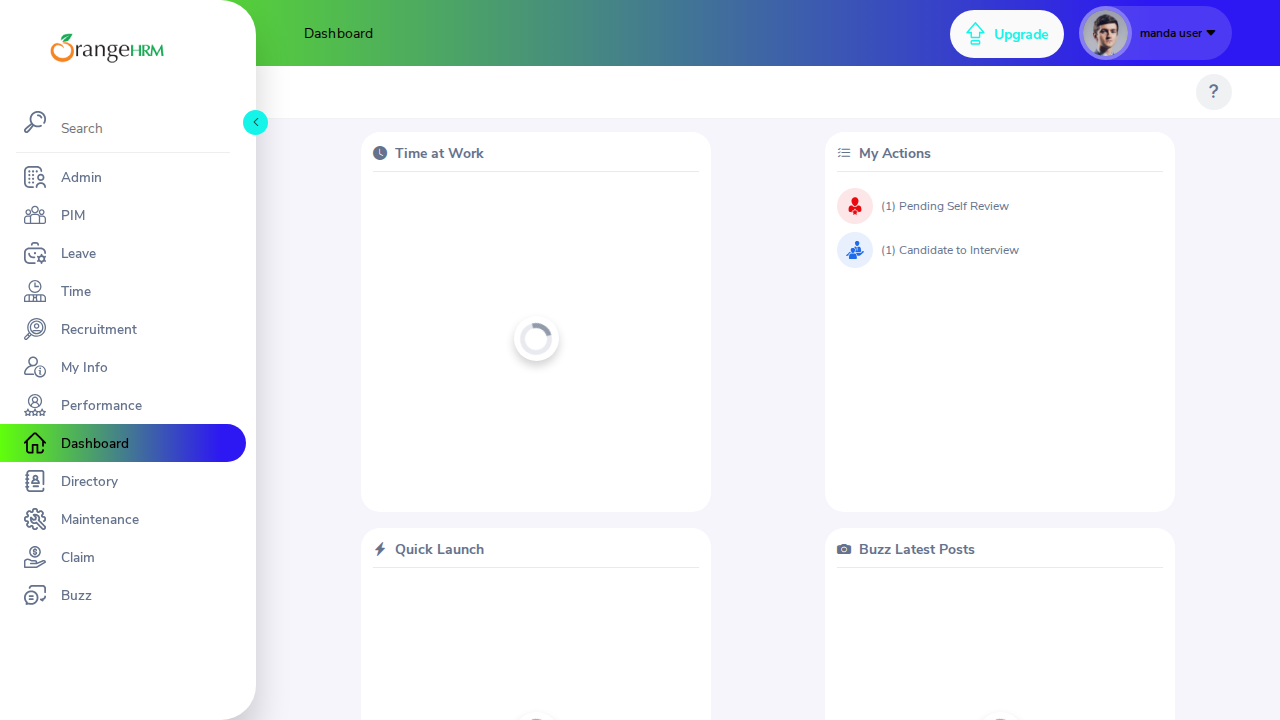 OrangeHRM
Dashboard
Upgrade
manda user
Search
?
Admin
PIM
Leave
Time
Recruitment
My Info
Performance
Dashboard
Directory
Maintenance
Claim
Buzz
Time at Work
My Actions
(1) Pending Self Review
(1) Candidate to Interview
Quick Launch
Buzz Latest Posts